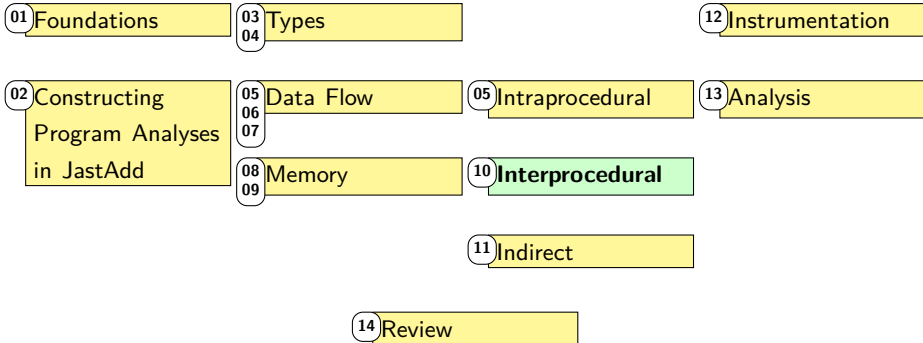 01 Foundations
03 Types
04
12 Instrumentation
02 Constructing
Program Analyses
in JastAdd
05 Data Flow
06
07
05 Intraprocedural
13 Analysis
08 Memory
09
10 Interprocedural
11 Indirect
14 Review